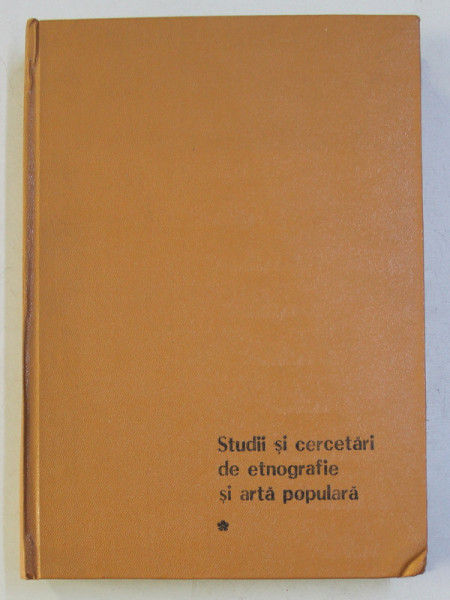 Studii și cercetări
de etnografie
și artă populară
*